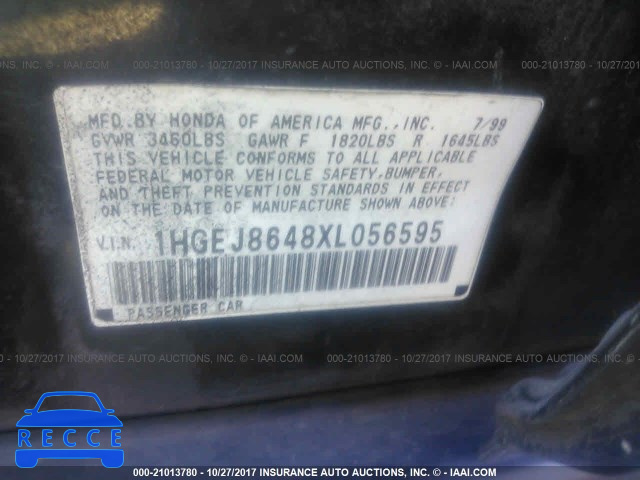 000-21013780 - 10/27/2017 INSURANCE AUTO AUCTIONS, INC. - © IAAI.COM
MFD. BY HONDA OF AMERICA MFG., INC. 7/99
GVWR 3460LBS GAWR F 1820LBS R 1645LBS
THIS VEHICLE CONFORMS TO ALL APPLICABLE
FEDERAL MOTOR VEHICLE SAFETY, BUMPER,
AND THEFT PREVENTION STANDARDS IN EFFECT
ON THE DATE OF MANUFACTURE SHOWN ABOVE:
V.I.N. 1HGEJ8648XL056595
PASSENGER CAR
000-21013780 - 10/27/2017 INSURANCE AUTO AUCTIONS, INC. - © IAAI.COM
RECCE
000-21013780 - 10/27/2017 INSURANCE AUTO AUCTIONS, INC. - © IAAI.COM